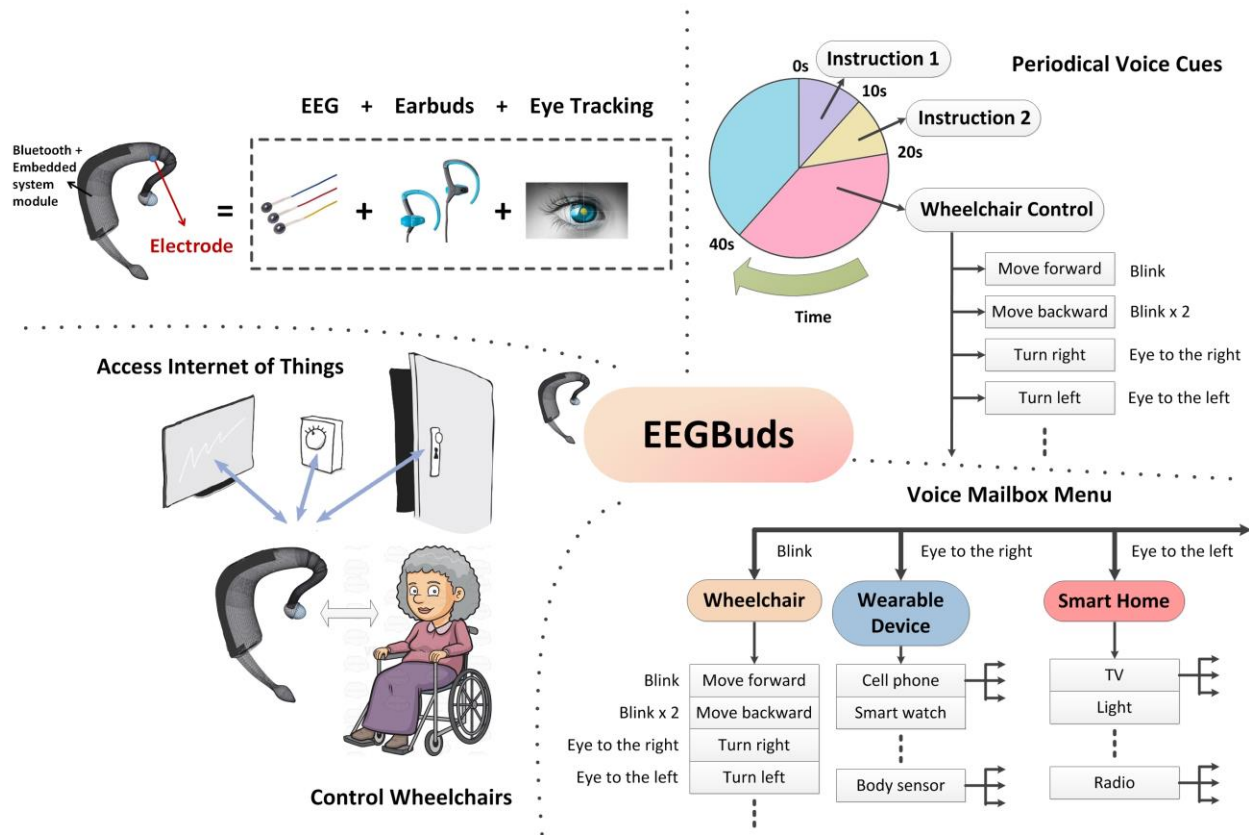 EEG + Earbuds + Eye Tracking
Bluetooth +
Embedded
system
module
=
+
+
Electrode
Periodical Voice Cues
0s
Instruction 1
10s
Instruction 2
20s
Wheelchair Control
40s
Time
Move forward
Blink
Move backward
Blink x 2
Turn right
Eye to the right
Turn left
Eye to the left
Access Internet of Things
Control Wheelchairs
EEGBuds
Voice Mailbox Menu
Blink
Eye to the right
Eye to the left
Wheelchair
Wearable
Device
Smart Home
Blink
Move forward
Blink x 2
Move backward
Eye to the right
Turn right
Eye to the left
Turn left
Cell phone
Smart watch
Body sensor
TV
Light
Radio